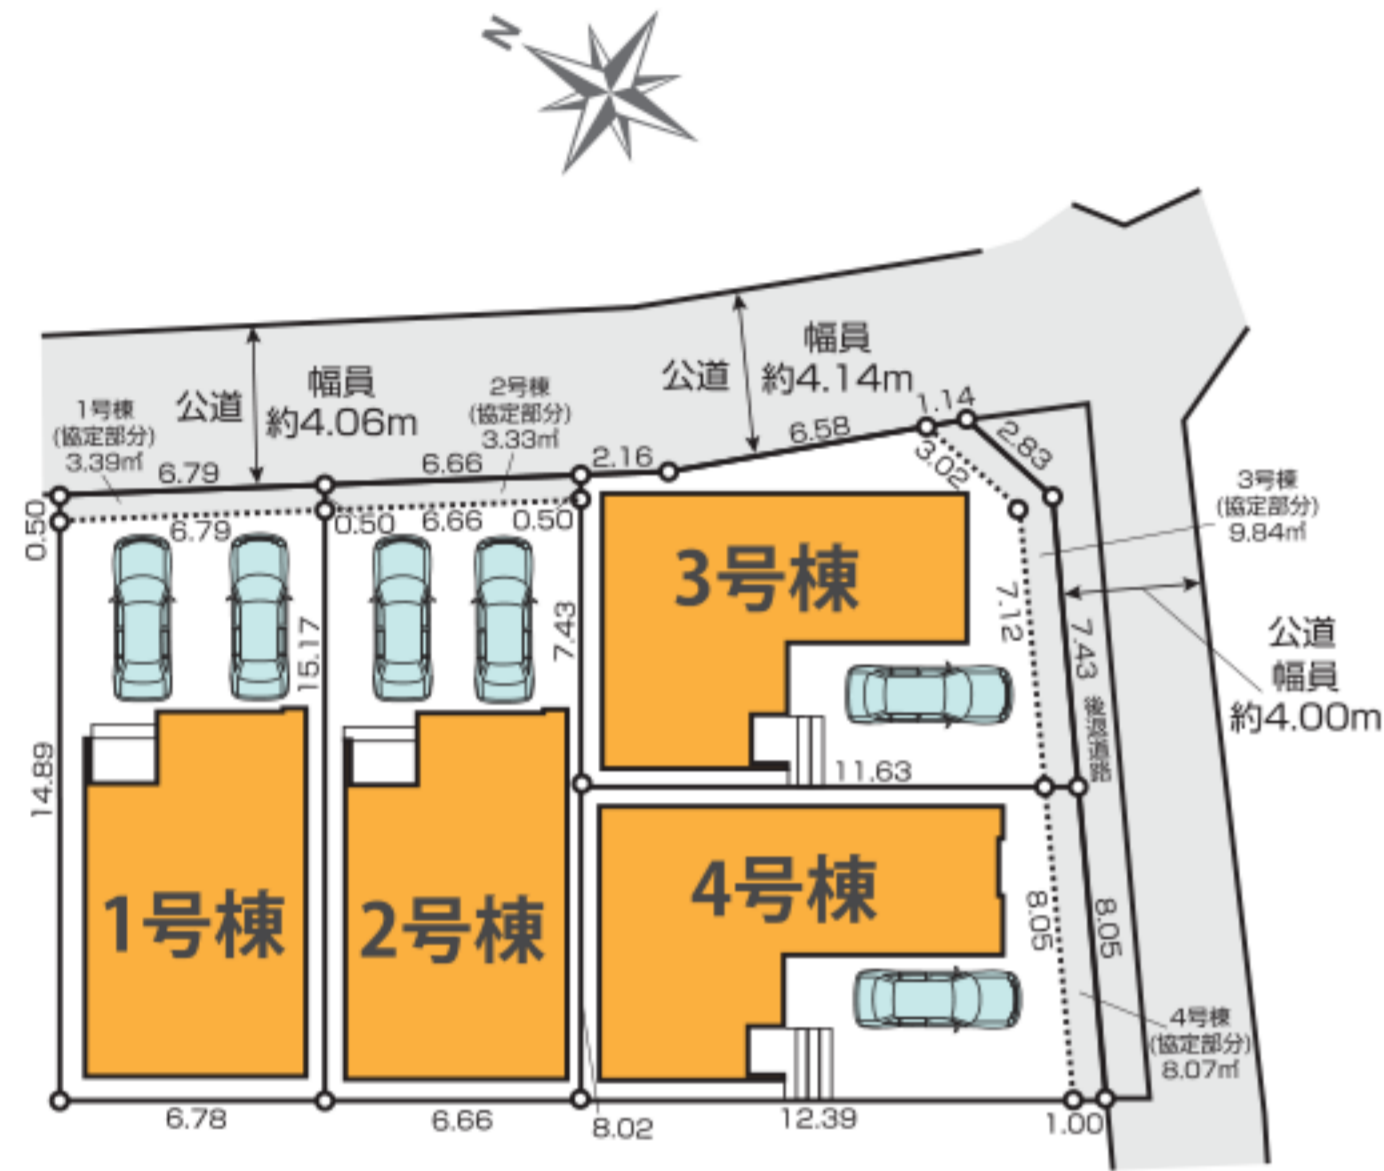 N
公道
幅員
約4.06m
公道
幅員
約4.14m
1号棟
(協定部分)
3.39㎡
2号棟
(協定部分)
3.33㎡
6.79
6.66
2.16
6.58
1.14
2.83
3.02
0.50
6.79
0.50
6.66
0.50
3号棟
(協定部分)
9.84㎡
3号棟
7.43
7.12
7.43
後退道路
公道
幅員
約4.00m
15.17
14.89
11.63
1号棟
2号棟
4号棟
8.05
8.05
4号棟
(協定部分)
8.07㎡
6.78
6.66
8.02
12.39
1.00